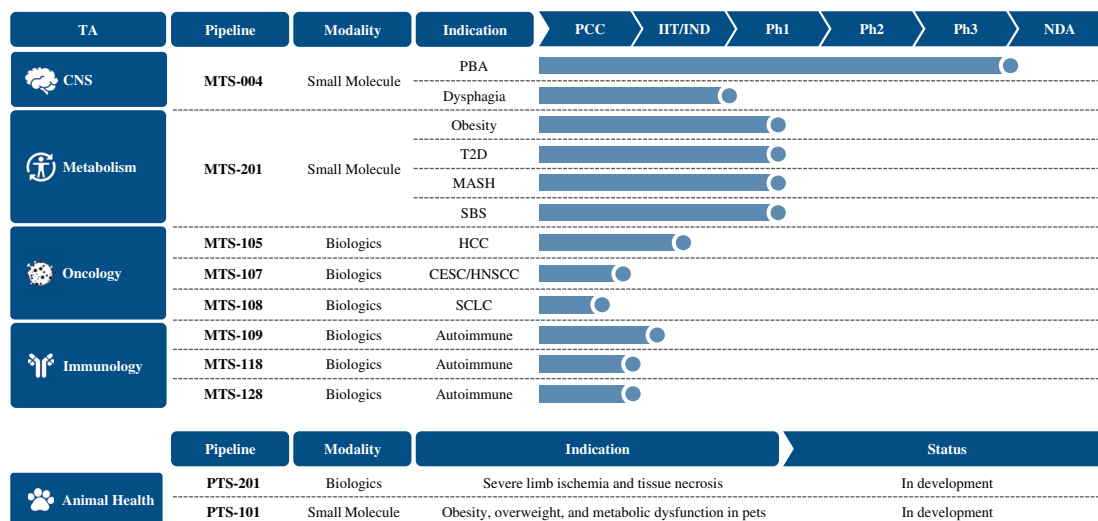 TA Pipeline Modality Indication PCC IIT/IND Ph1 Ph2 Ph3 NDA
CNS MTS-004 Small Molecule PBA
Dysphagia
Metabolism MTS-201 Small Molecule Obesity
T2D
MASH
SBS
Oncology MTS-105 Biologics HCC
MTS-107 Biologics CESC/HNSCC
MTS-108 Biologics SCLC
Immunology MTS-109 Biologics Autoimmune
MTS-118 Biologics Autoimmune
MTS-128 Biologics Autoimmune
Pipeline Modality Indication Status
Animal Health PTS-201 Biologics Severe limb ischemia and tissue necrosis In development
PTS-101 Small Molecule Obesity, overweight, and metabolic dysfunction in pets In development